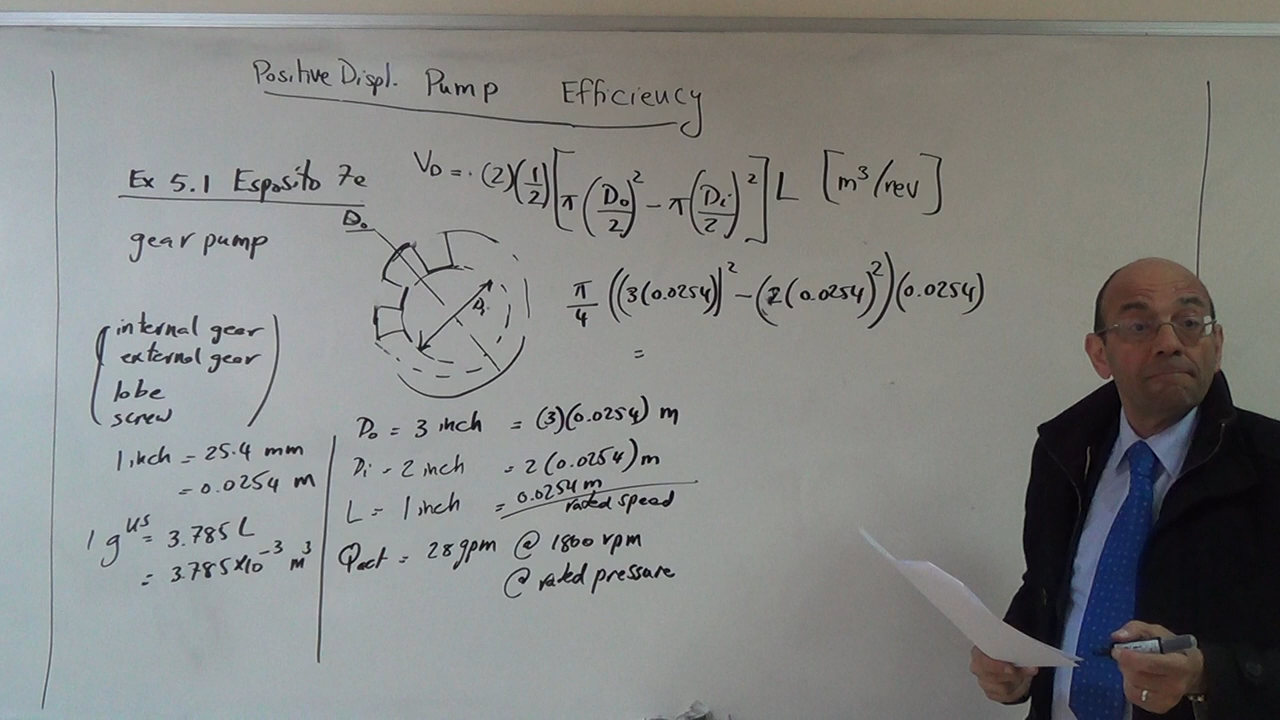 Positive Displ. Pump Efficiency
Ex 5.1 Esposito 7e
gear pump
internal gear
external gear
lobe
screw
1 inch = 25.4 mm
= 0.0254 m
1 g^US = 3.785 L
= 3.785×10^-3 m^3
V_D = (2)(1/2)[π(D_o/2)^2 − π(D_i/2)^2] L [m^3/rev]
D_o
D_i
π/4 ((3(0.0254))^2 − (2(0.0254)^2)(0.0254)
=
D_o = 3 inch = (3)(0.0254) m
D_i - 2 inch = 2(0.0254) m
L = 1 inch = 0.0254 m
rated speed
Q_act = 28 gpm @ 1800 rpm
@ rated pressure